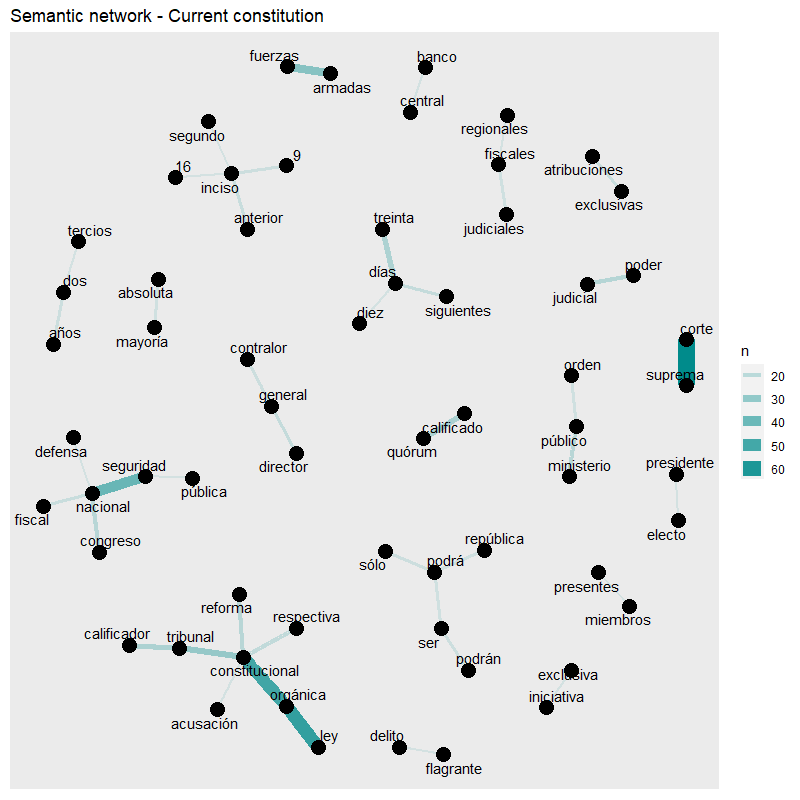 Semantic network - Current constitution
fuerzas
armadas
banco
central
segundo
16
9
inciso
anterior
regionales
fiscales
judiciales
atribuciones
exclusivas
tercios
dos
años
absoluta
mayoría
treinta
días
diez
siguientes
poder
judicial
corte
suprema
contralor
general
director
orden
público
ministerio
calificado
quórum
n
20
30
40
50
60
defensa
seguridad
pública
nacional
fiscal
congreso
presidente
electo
sólo
podrá
república
ser
podrán
presentes
miembros
reforma
respectiva
calificador
tribunal
constitucional
orgánica
acusación
ley
exclusiva
iniciativa
delito
flagrante